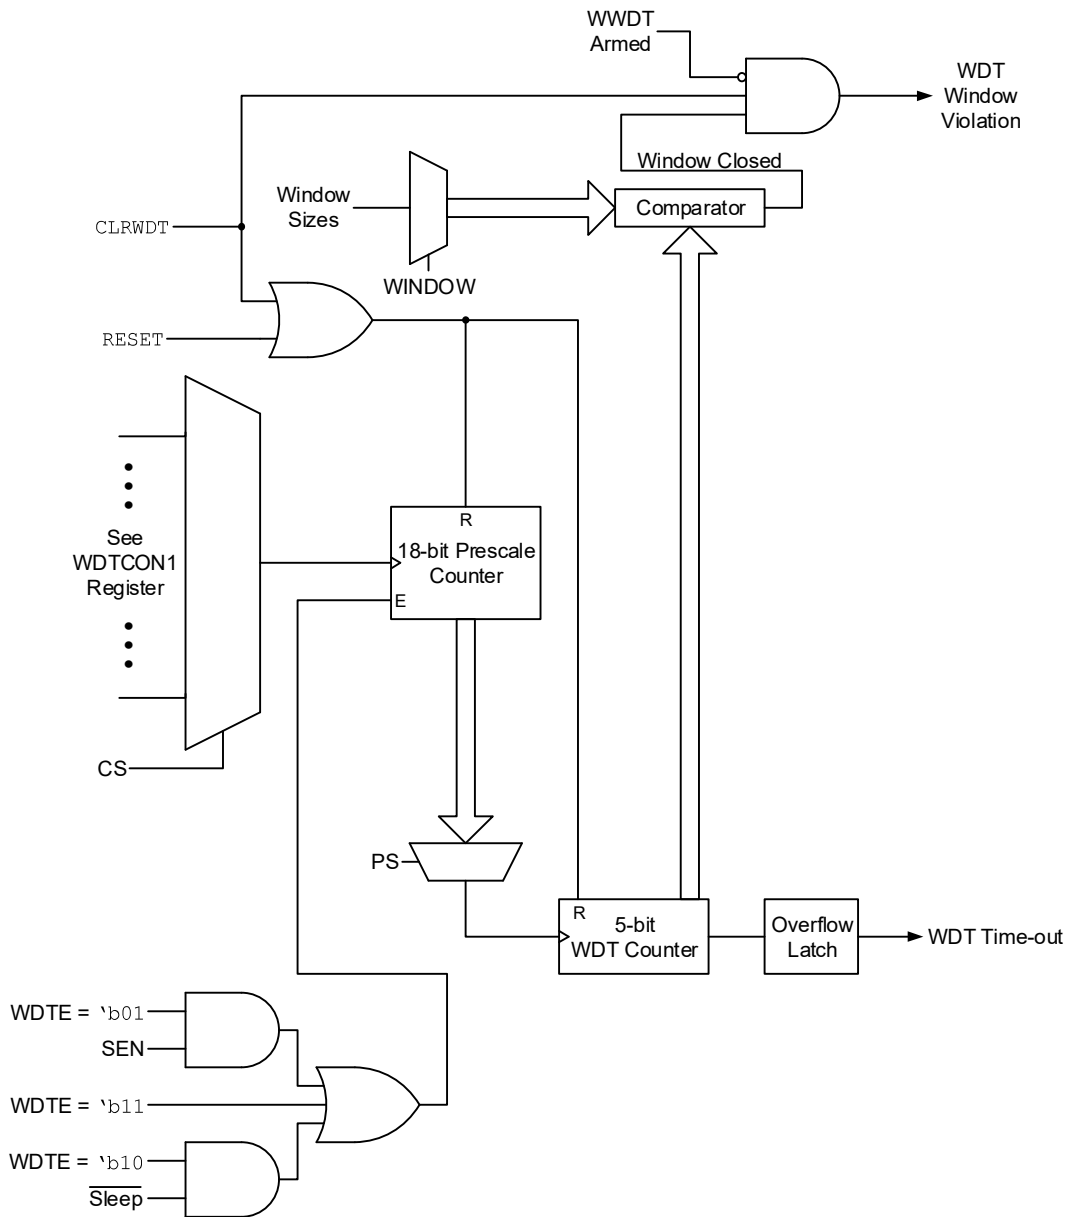 WWDT
Armed
WDT
Window
Violation
Window Closed
Window
Sizes
Comparator
CLRWDT
WINDOW
RESET
See
WDTCON1
Register
R
18-bit Prescale
Counter
E
CS
PS
R
5-bit
WDT Counter
Overflow
Latch
WDT Time-out
WDTE = ‘b01
SEN
WDTE = ‘b11
WDTE = ‘b10
Sleep